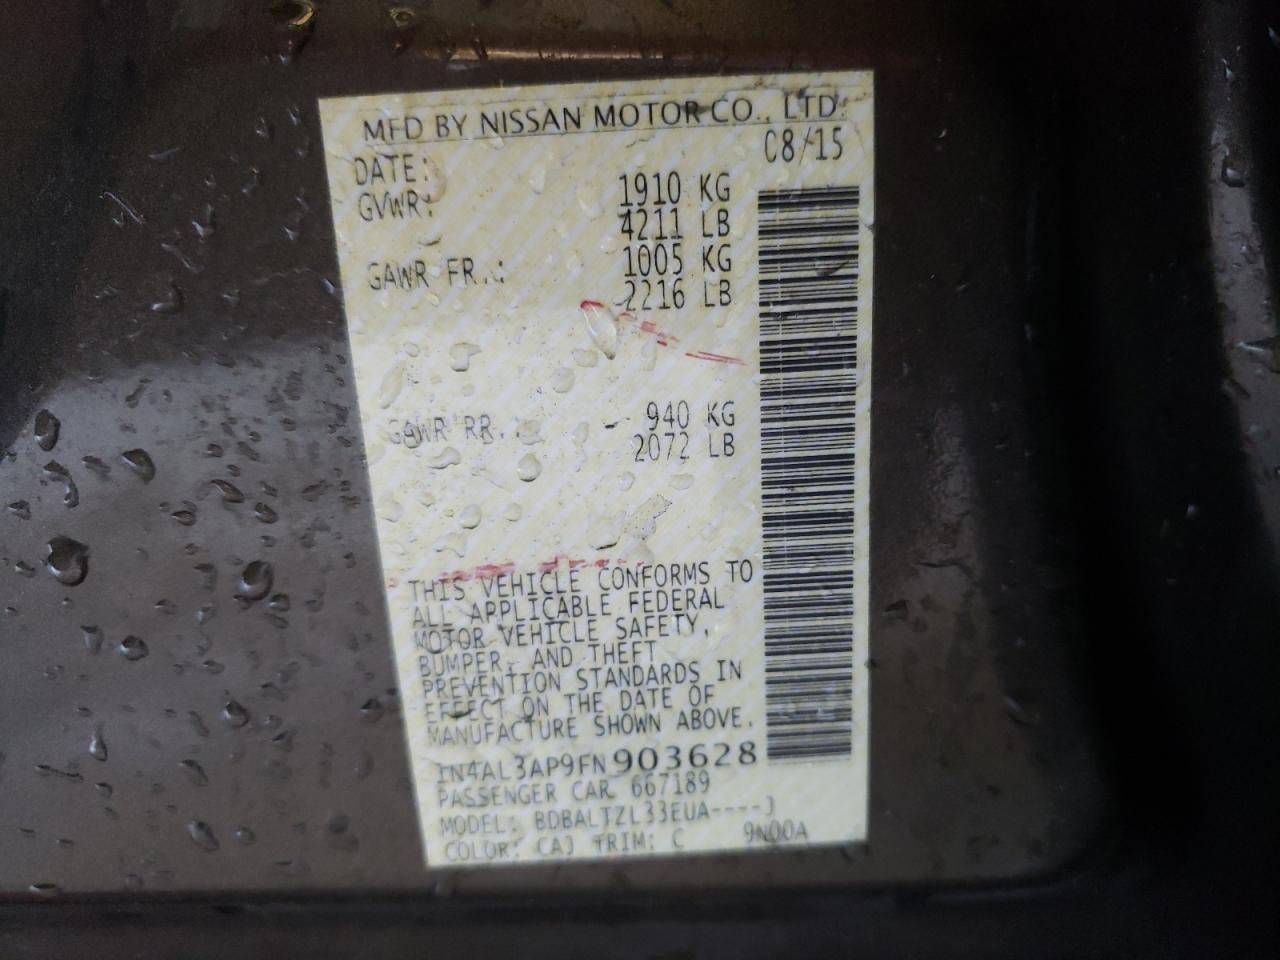 MFD BY NISSAN MOTOR CO., LTD.
DATE: 08/15
GVWR: 1910 KG
4211 LB
GAWR FR.: 1005 KG
2216 LB
GAWR RR.: 940 KG
2072 LB
THIS VEHICLE CONFORMS TO
ALL APPLICABLE FEDERAL
MOTOR VEHICLE SAFETY,
BUMPER, AND THEFT
PREVENTION STANDARDS IN
EFFECT ON THE DATE OF
MANUFACTURE SHOWN ABOVE.
1N4AL3AP9FN903628
PASSENGER CAR 667189
MODEL: BDBALTZL33EUA----J
COLOR: CAJ TRIM: C 9N00A